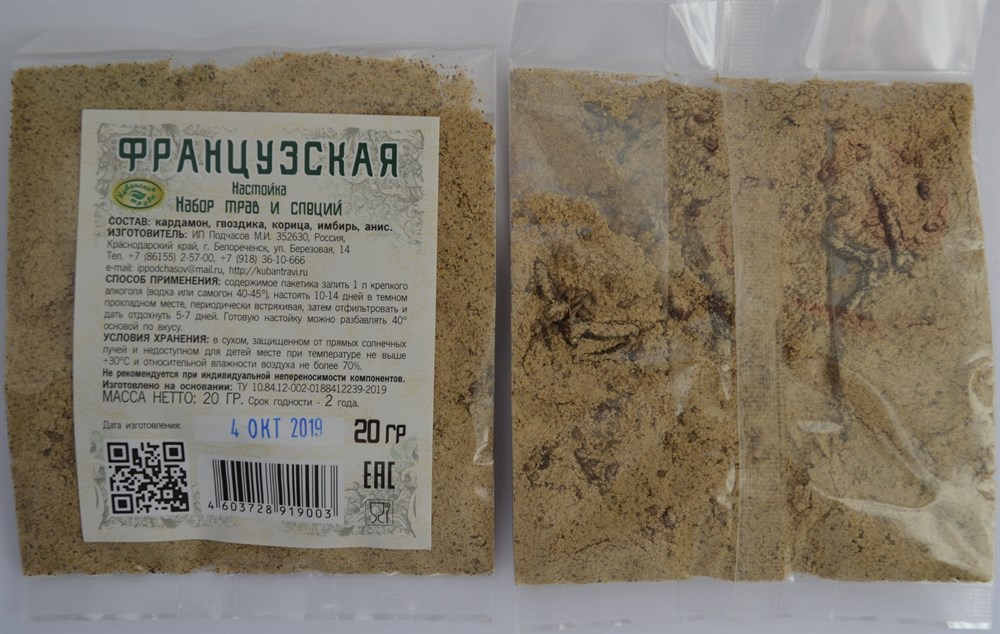 ФРАНЦУЗСКАЯ
Настойка
Набор трав и специй
Кубанские травы
СОСТАВ: кардамон, гвоздика, корица, имбирь, анис.
ИЗГОТОВИТЕЛЬ: ИП Подчасов М.И. 352630, Россия,
Краснодарский край, г. Белореченск, ул. Березовая, 14
Тел. +7 (86155) 2-57-00, +7 (918) 36-10-666
e-mail: ippodchasov@mail.ru, http://kubantravi.ru
СПОСОБ ПРИМЕНЕНИЯ: содержимое пакетика залить 1 л крепкого
алкоголя (водка или самогон 40-45°), настоять 10-14 дней в темном
прохладном месте, периодически встряхивая, затем отфильтровать и
дать отдохнуть 5-7 дней. Готовую настойку можно разбавлять 40°
основой по вкусу.
УСЛОВИЯ ХРАНЕНИЯ: в сухом, защищенном от прямых солнечных
лучей и недоступном для детей месте при температуре не выше
+30°С и относительной влажности воздуха не более 70%.
Не рекомендуется при индивидуальной непереносимости компонентов.
Изготовлено на основании: ТУ 10.84.12-002-0188412239-2019
МАССА НЕТТО: 20 ГР. Срок годности - 2 года.
Дата изготовления:
4 ОКТ 2019
20 гр
ЕАС
4 603728 919003